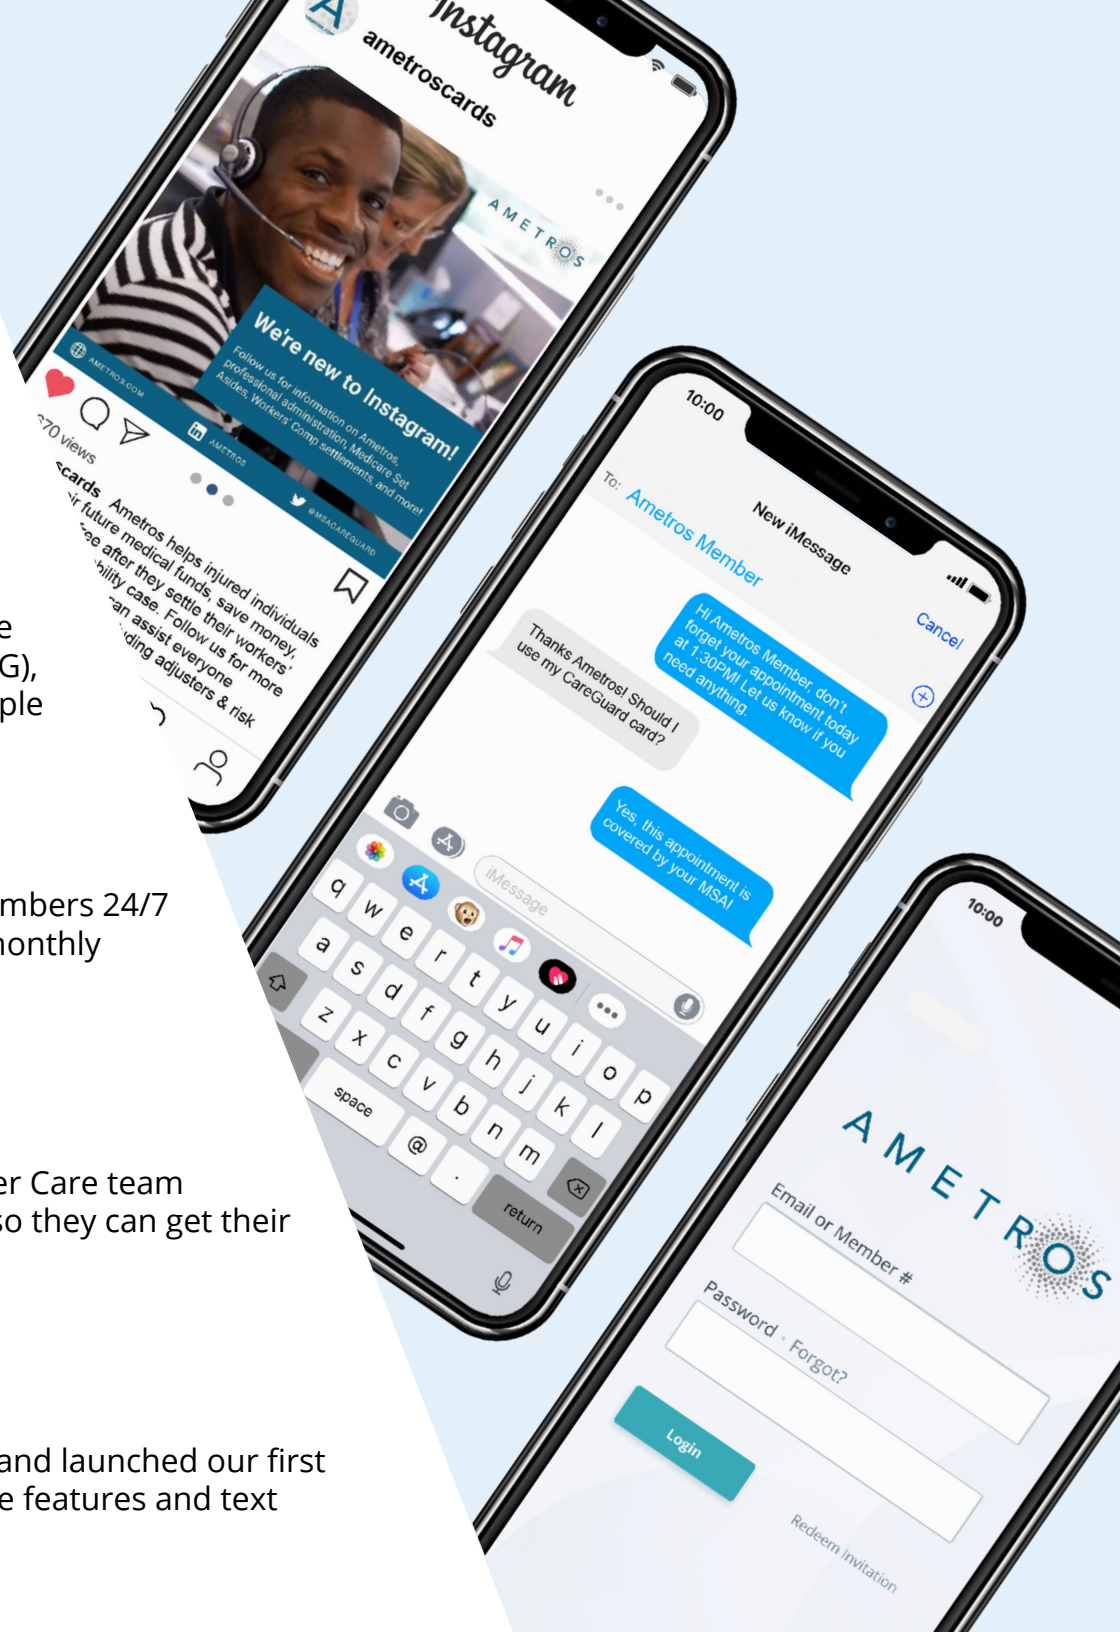 Instagram
ametroscards
AMETROS
We're new to Instagram!
Follow us for information on Ametros,
professional administration, Medicare Set
Asides, Workers' Comp settlements, and more!
AMETROS.COM
AMETROS
@MSACAREGUARD
670 views
scards Ametros helps injured individuals
ir future medical funds, save money,
fee after they settle their workers'
bility case. Follow us for more
an assist everyone
ding adjusters & risk
10:00
New iMessage
To: Ametros Member
Cancel
Hi Ametros Member, don't
forget your appointment today
at 1:30PM! Let us know if you
need anything.
Thanks Ametros! Should I
use my CareGuard card?
Yes, this appointment is
covered by your MSA!
iMessage
q w e r t y u i o p
a s d f g h j k l
z x c v b n m
space @ . return
10:00
AMETROS
Email or Member #
Password • Forgot?
Login
Redeem Invitation
e
G),
ple
mbers 24/7
nonthly
er Care team
so they can get their
and launched our first
e features and text